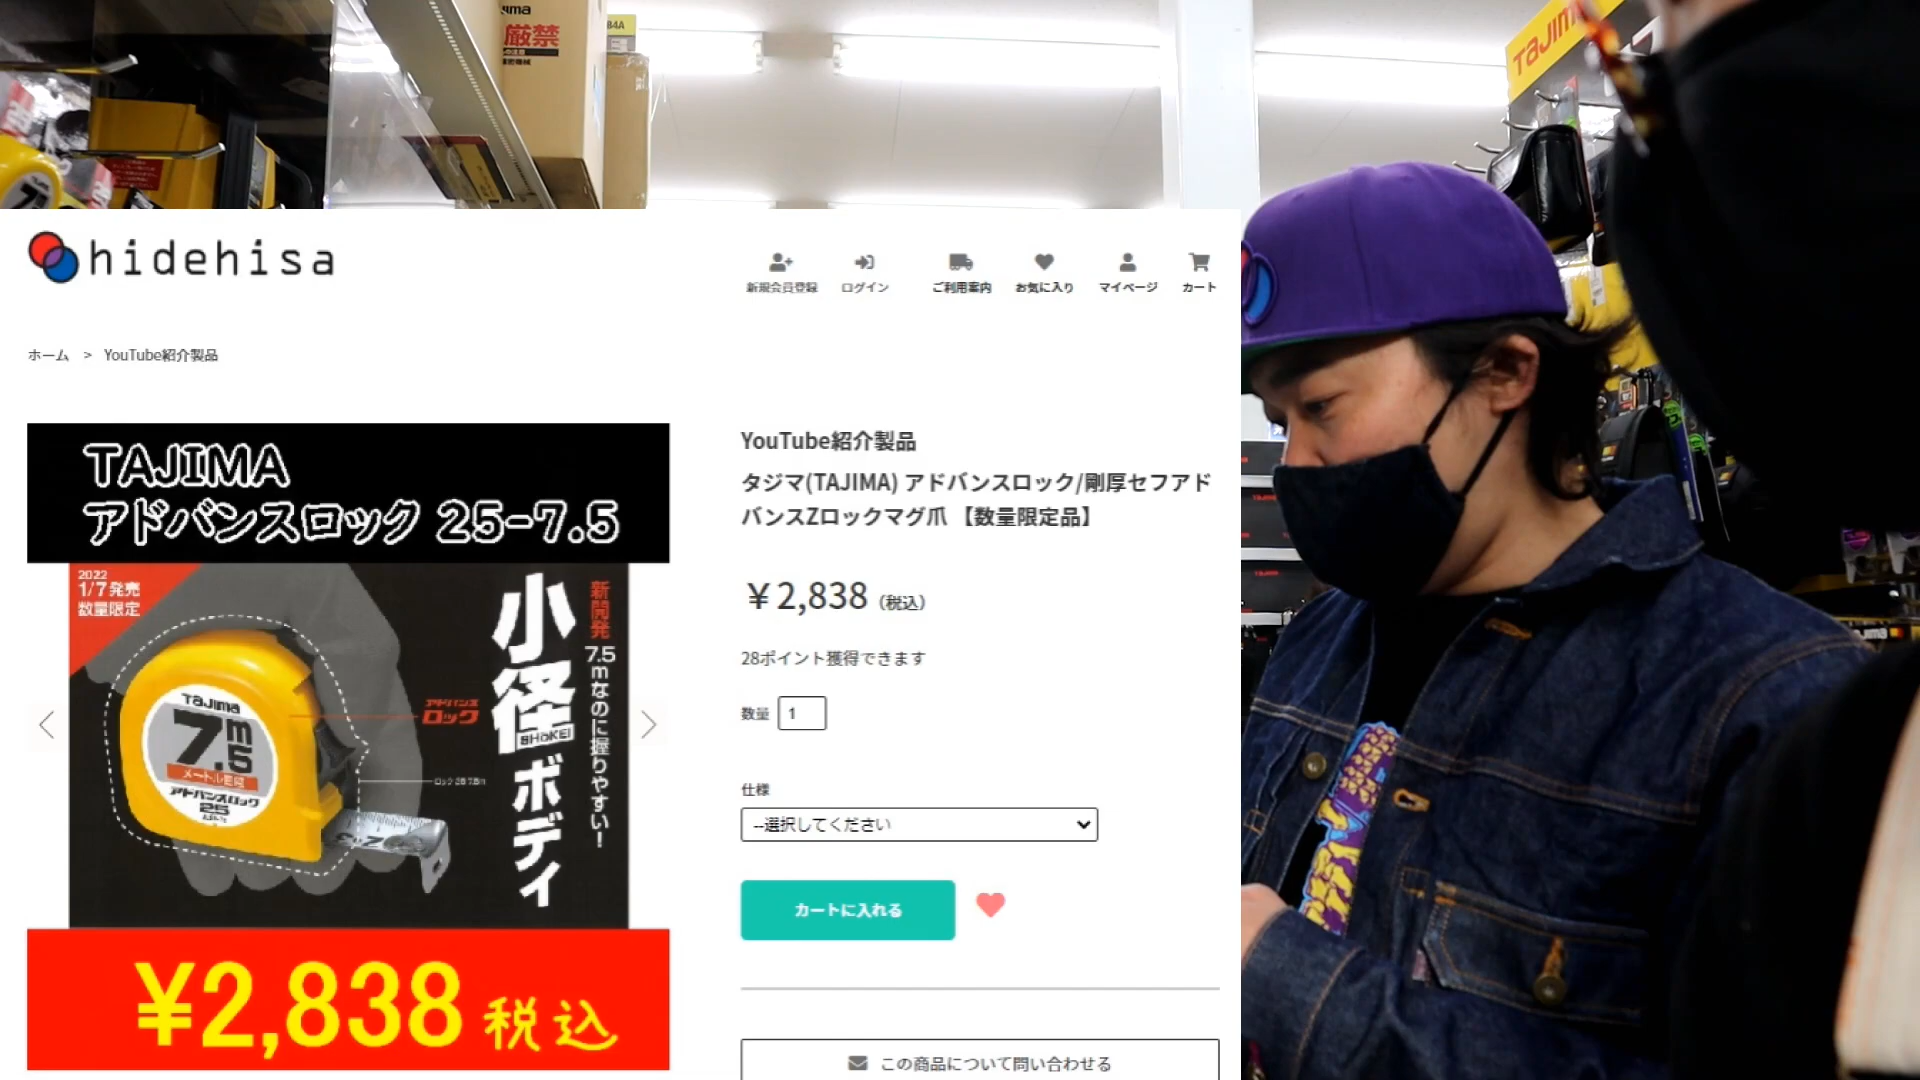 厳禁
84A
TAJIMA
hidehisa
新規会員登録
ログイン
ご利用案内
お気に入り
マイページ
カート
ホーム > YouTube紹介製品
TAJIMA
アドバンスロック 25-7.5
2022
1/7発売
数量限定
新開発
7.5mなのに握りやすい!
小径ボディ
SHOKEI
アドバンス
ロック
TAJIMA
7.5m
メートル目盛
アドバンスロック
25
¥2,838 税込
YouTube紹介製品
タジマ(TAJIMA) アドバンスロック/剛厚セフアド
バンスZロックマグ爪 【数量限定品】
¥2,838 (税込)
28ポイント獲得できます
数量 1
仕様
--選択してください
カートに入れる
この商品について問い合わせる